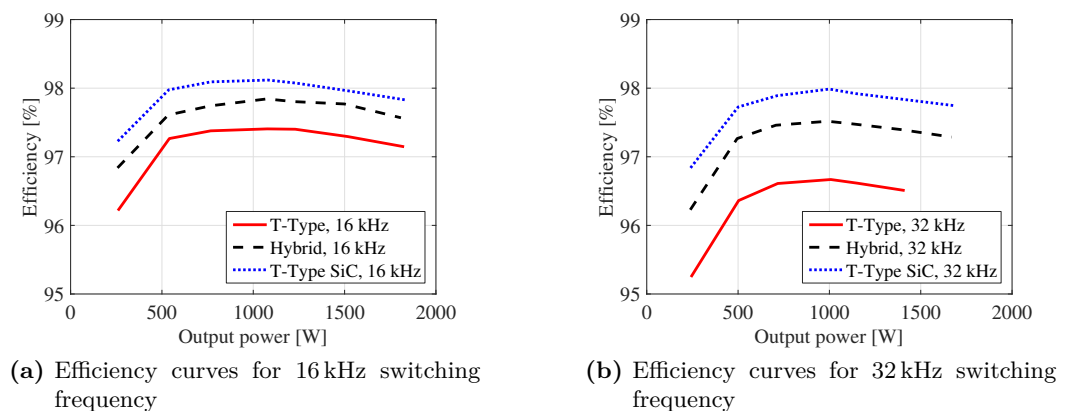 99
98
97
96
95
Efficiency [%]
0
500
1000
1500
2000
Output power [W]
T-Type, 16 kHz
Hybrid, 16 kHz
T-Type SiC, 16 kHz
(a) Efficiency curves for 16 kHz switching
frequency
99
98
97
96
95
Efficiency [%]
0
500
1000
1500
2000
Output power [W]
T-Type, 32 kHz
Hybrid, 32 kHz
T-Type SiC, 32 kHz
(b) Efficiency curves for 32 kHz switching
frequency